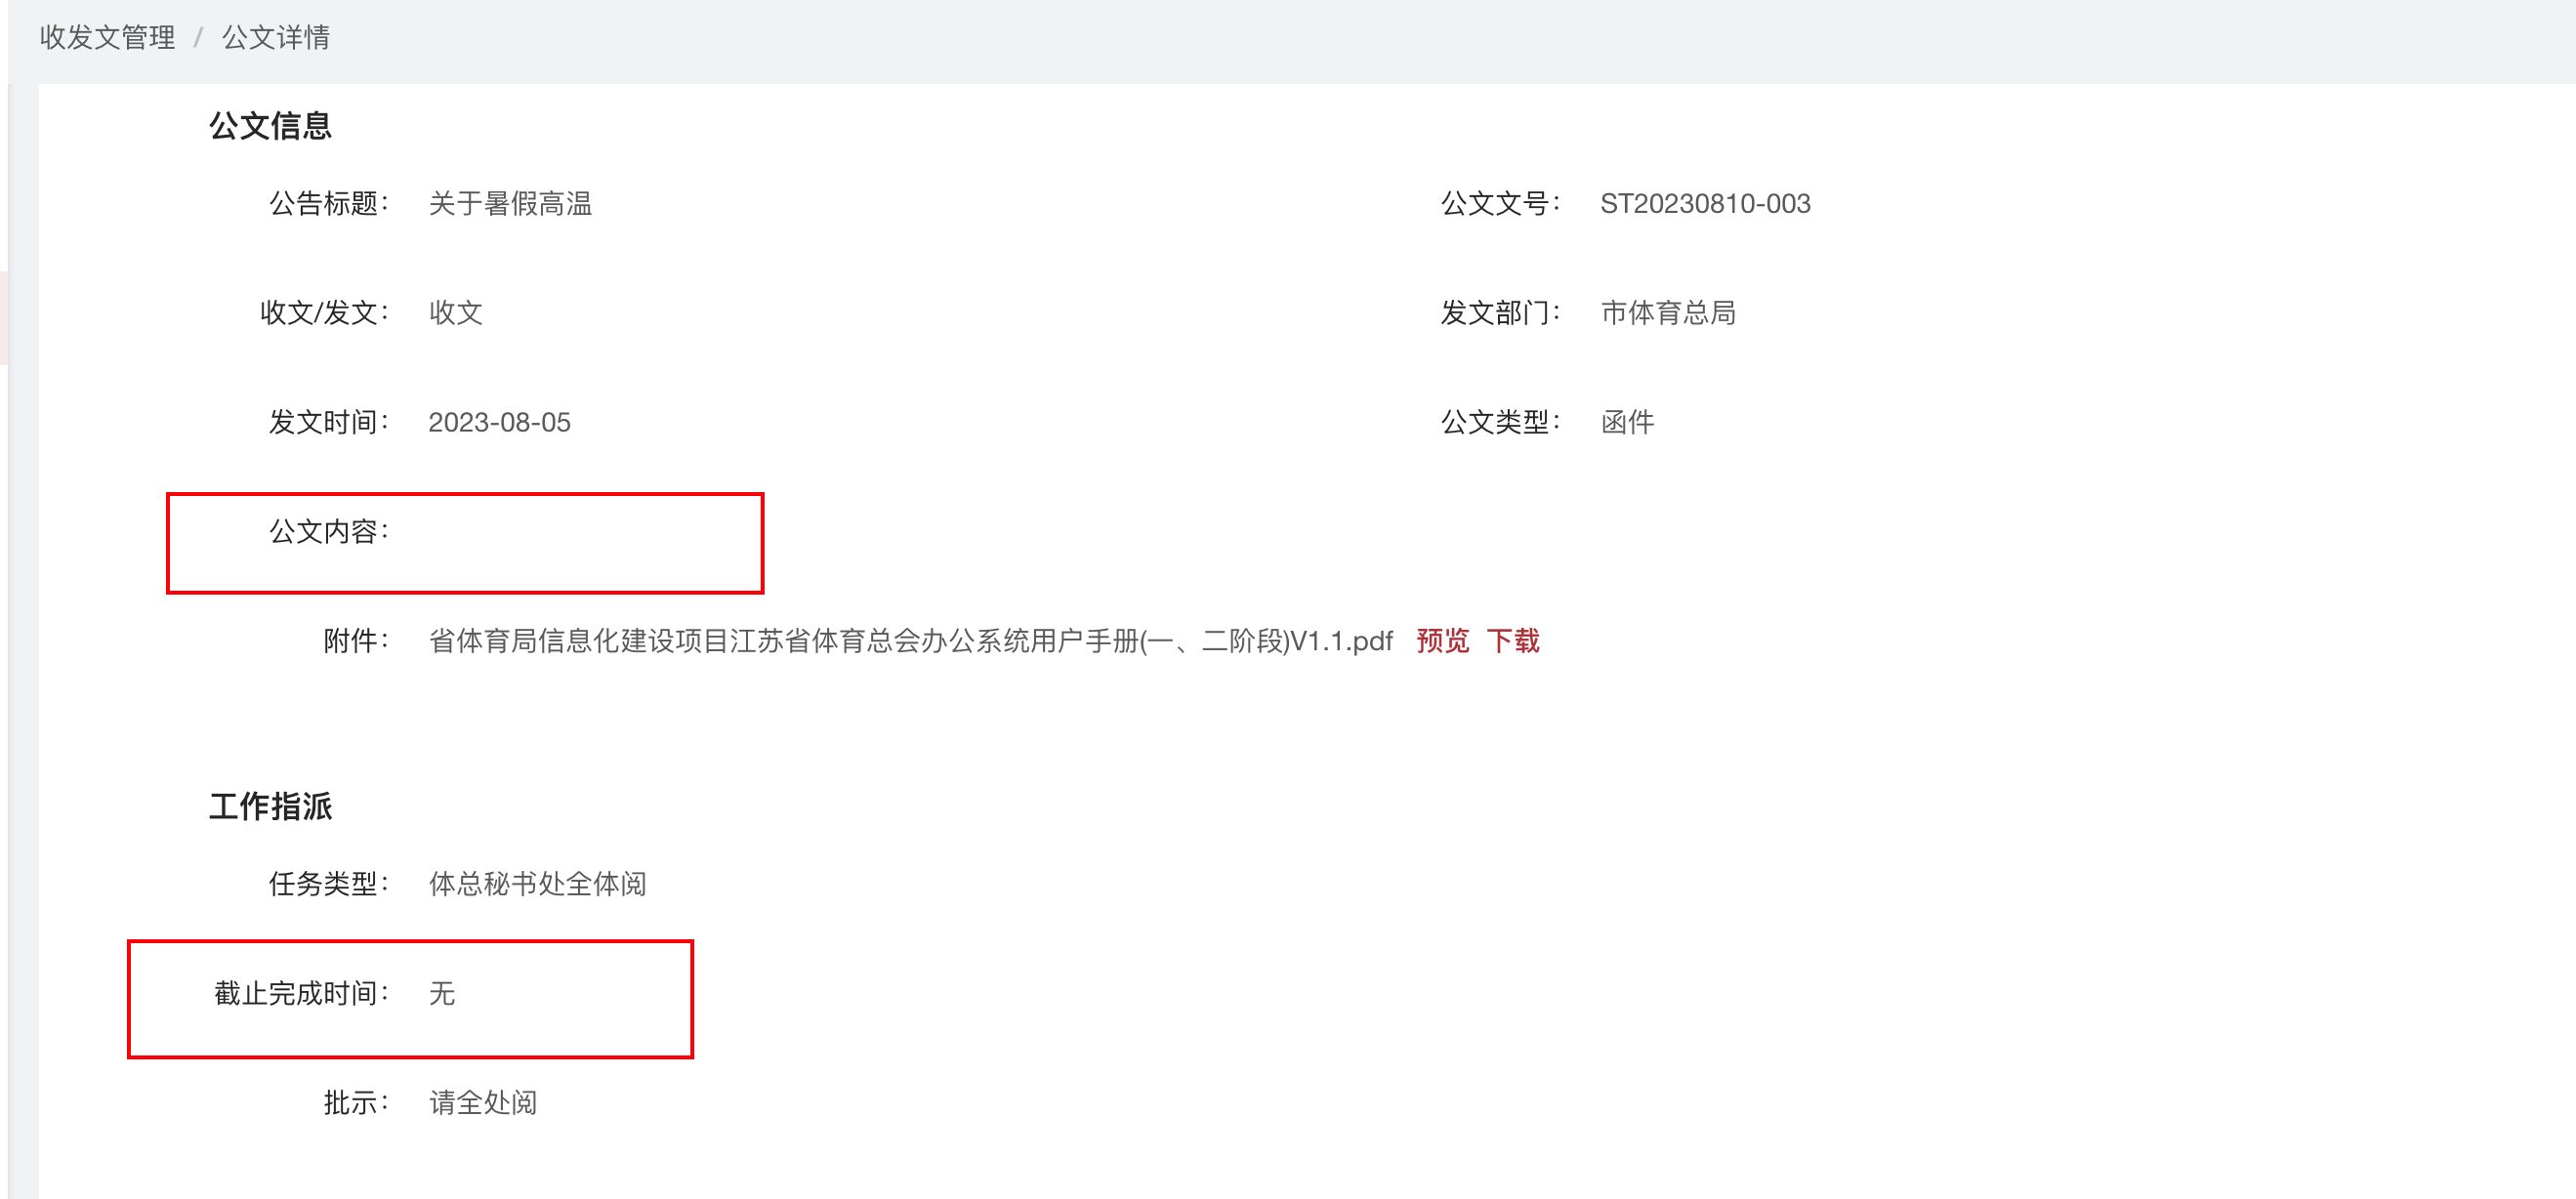 收发文管理 / 公文详情
公文信息
公告标题： 关于暑假高温 公文文号： ST20230810-003
收文/发文： 收文 发文部门： 市体育总局
发文时间： 2023-08-05 公文类型： 函件
公文内容：
附件： 省体育局信息化建设项目江苏省体育总会办公系统用户手册(一、二阶段)V1.1.pdf 预览 下载
工作指派
任务类型： 体总秘书处全体阅
截止完成时间： 无
批示： 请全处阅